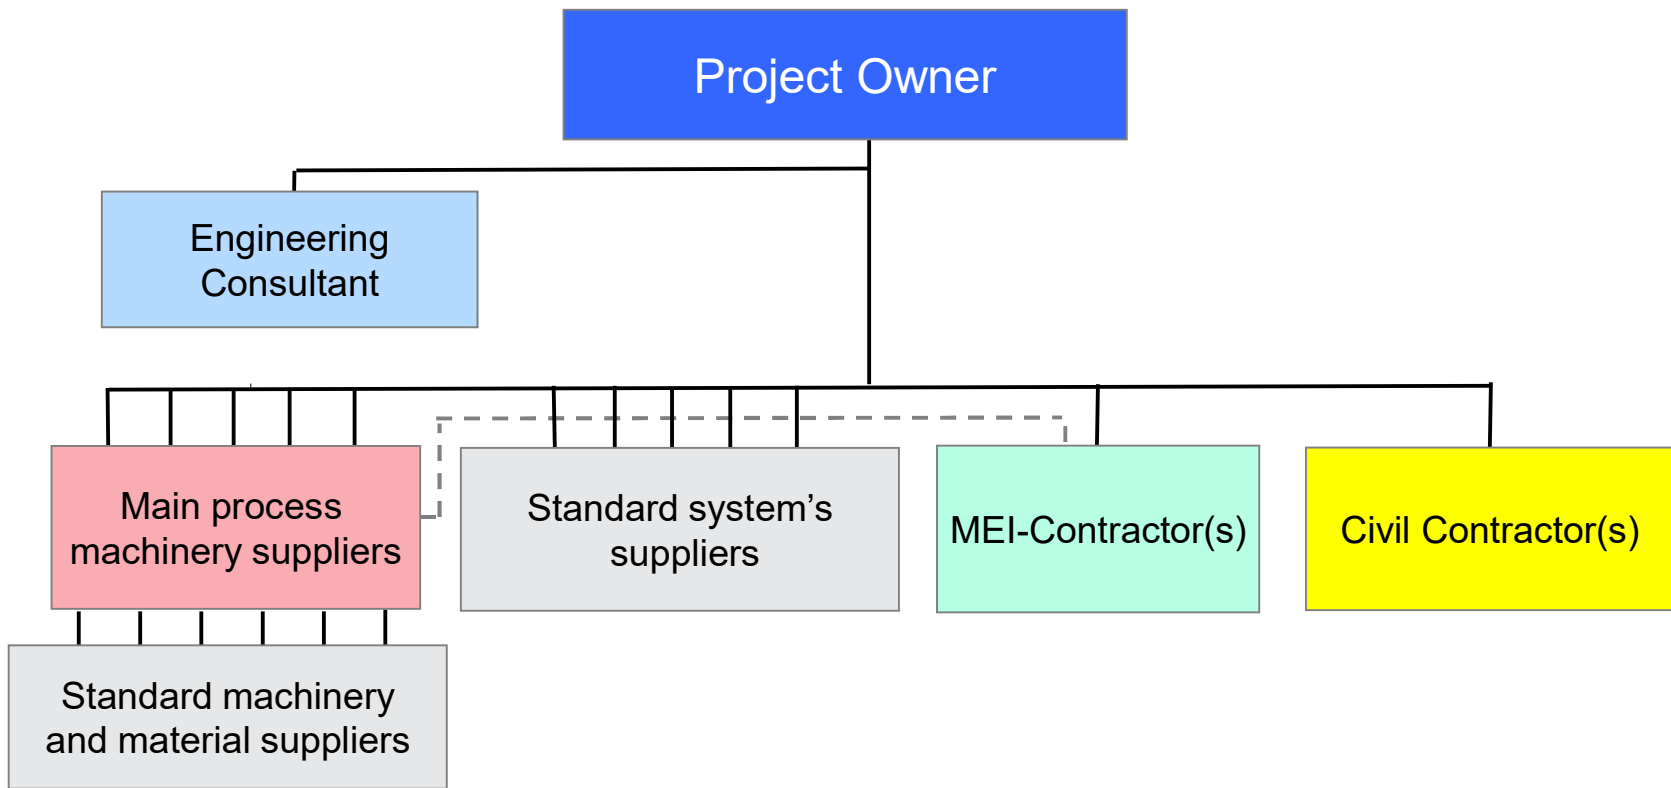 Project Owner
Engineering
Consultant
Main process
machinery suppliers
Standard system’s
suppliers
MEI-Contractor(s)
Civil Contractor(s)
Standard machinery
and material suppliers